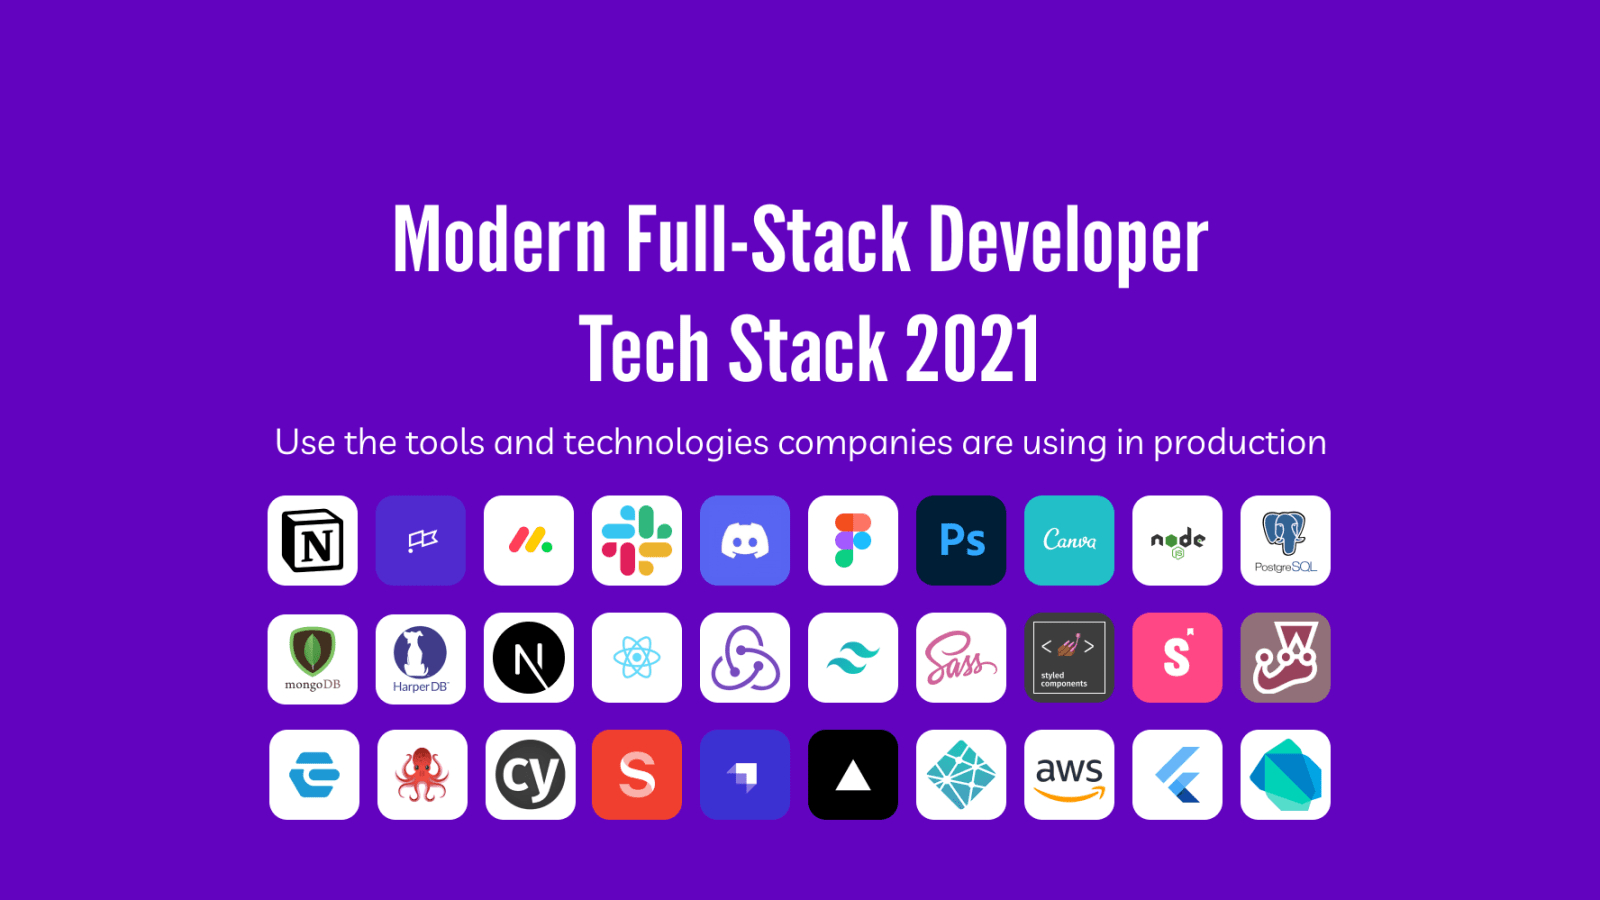 Modern Full-Stack Developer
Tech Stack 2021
Use the tools and technologies companies are using in production
N
Ps
Canva
node
JS
PostgreSQL
mongoDB
HarperDB
N
Sass
< >
styled
components
S
cy
S
aws